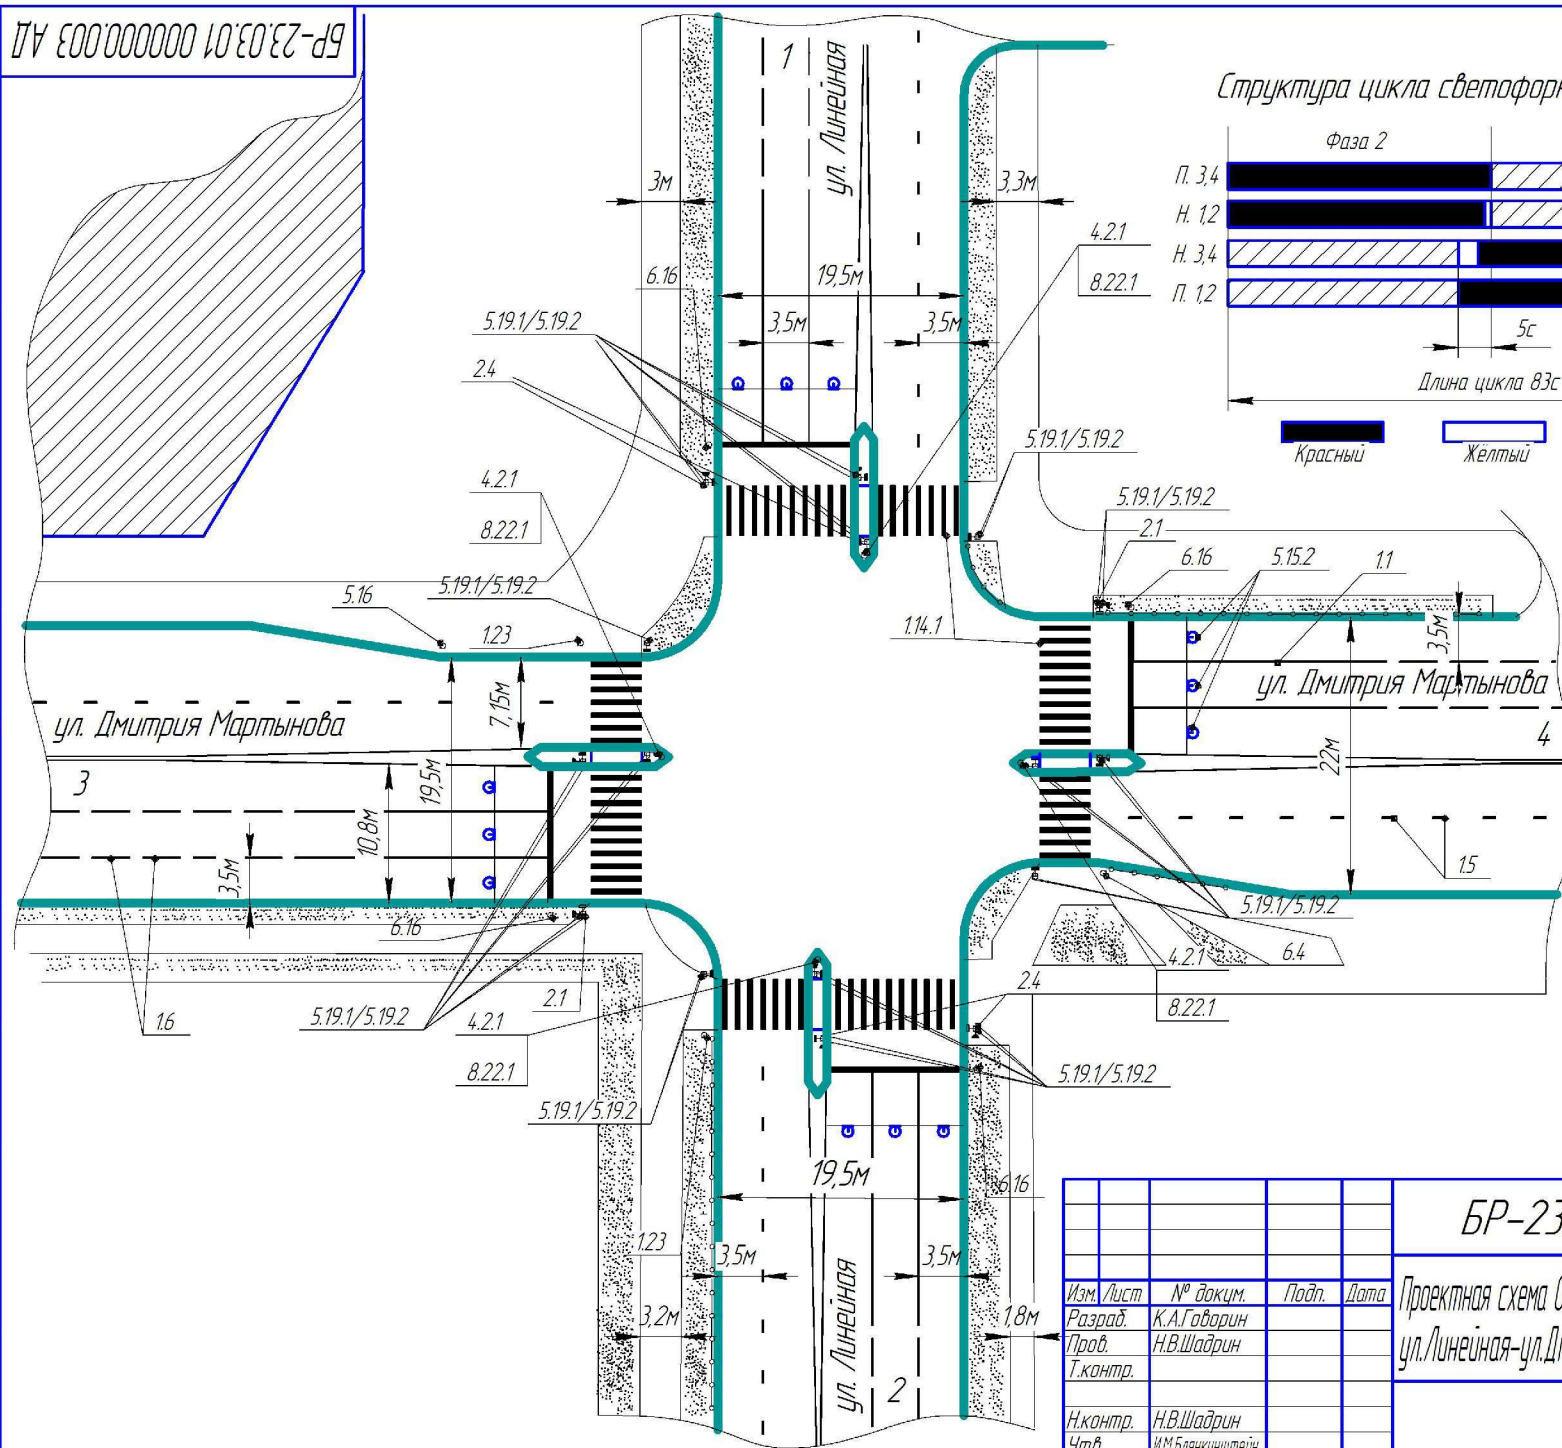 БР-23.03.01 000000.003 АД
1
ул. Линейная
Структура цикла светофорн
Фаза 2
П. 3,4
Н. 1,2
Н. 3,4
П. 1,2
5с
Длина цикла 83с
Красный
Жёлтый
3м
3,3м
6.16
19,5м
4.2.1
8.22.1
5.19.1/5.19.2
3,5м
3,5м
2.4
5.19.1/5.19.2
4.2.1
8.22.1
5.19.1/5.19.2
2.1
6.16
5.15.2
1.1
5.16
5.19.1/5.19.2
1.23
1.14.1
3,5м
ул. Дмитрия Мартынова
7,15м
ул. Дмитрия Мартынова
4
3
19,5м
10,8м
22м
3,5м
1.5
6.16
5.19.1/5.19.2
4.2.1
6.4
8.22.1
1.6
5.19.1/5.19.2
2.1
4.2.1
2.4
8.22.1
5.19.1/5.19.2
5.19.1/5.19.2
19,5м
6.16
1.23
3,5м
3,5м
3,2м
1,8м
ул. Линейная
2
БР-23
Изм. Лист № докум. Подп. Дата
Разраб. К.А.Говорин
Пров. Н.В.Шадрин
Т.контр.
Н.контр. Н.В.Шадрин
Утв.
Проектная схема
ул.Линейная-ул.Д